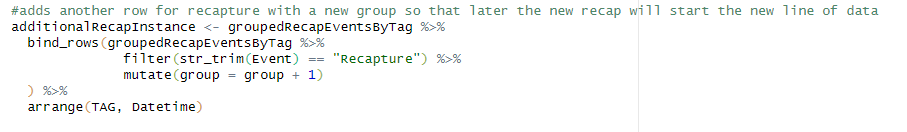 #adds another row for recapture with a new group so that later the new recap will start the new line of data
additionalRecapInstance <- groupedRecapEventsByTag %>%
  bind_rows(groupedRecapEventsByTag %>%
              filter(str_trim(Event) == "Recapture") %>%
              mutate(group = group + 1)
  ) %>%
  arrange(TAG, Datetime)